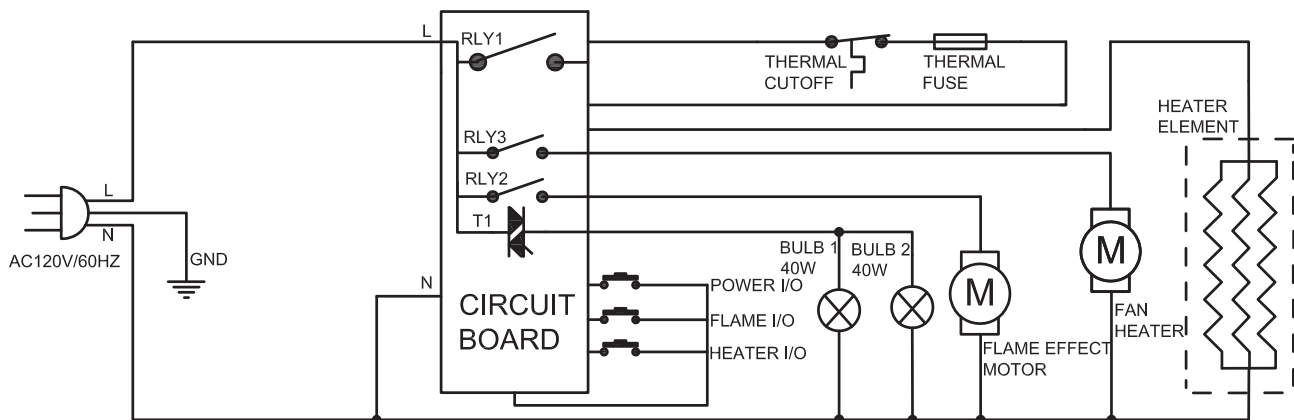 L
RLY1
THERMAL
CUTOFF
THERMAL
FUSE
HEATER
ELEMENT
RLY3
RLY2
T1
L
N
AC120V/60HZ
GND
N
CIRCUIT
BOARD
POWER I/O
FLAME I/O
HEATER I/O
BULB 1
40W
BULB 2
40W
M
FLAME EFFECT
MOTOR
M
FAN
HEATER